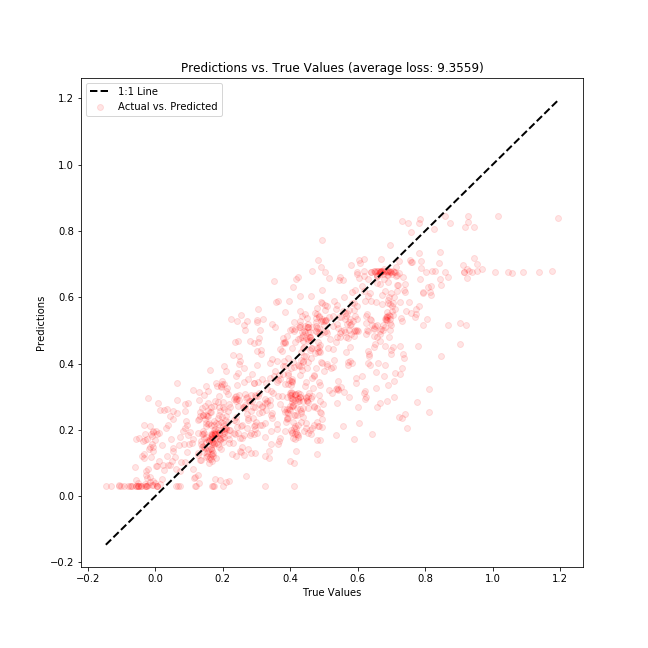 Predictions vs. True Values (average loss: 9.3559)
1:1 Line
Actual vs. Predicted
1.2
1.0
0.8
0.6
0.4
0.2
0.0
−0.2
Predictions
−0.2 0.0 0.2 0.4 0.6 0.8 1.0 1.2
True Values